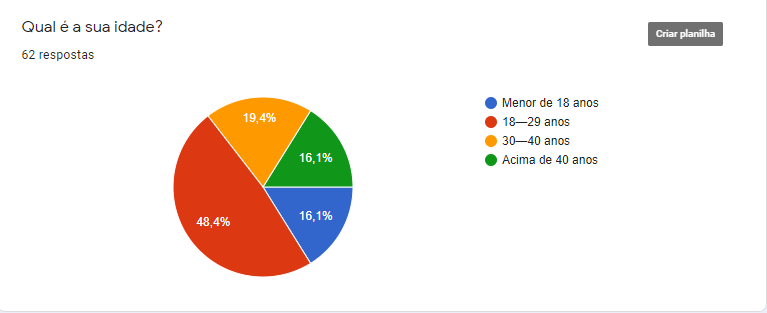 Qual é a sua idade?
Criar planilha
62 respostas
19,4%
16,1%
48,4%
16,1%
Menor de 18 anos
18—29 anos
30—40 anos
Acima de 40 anos